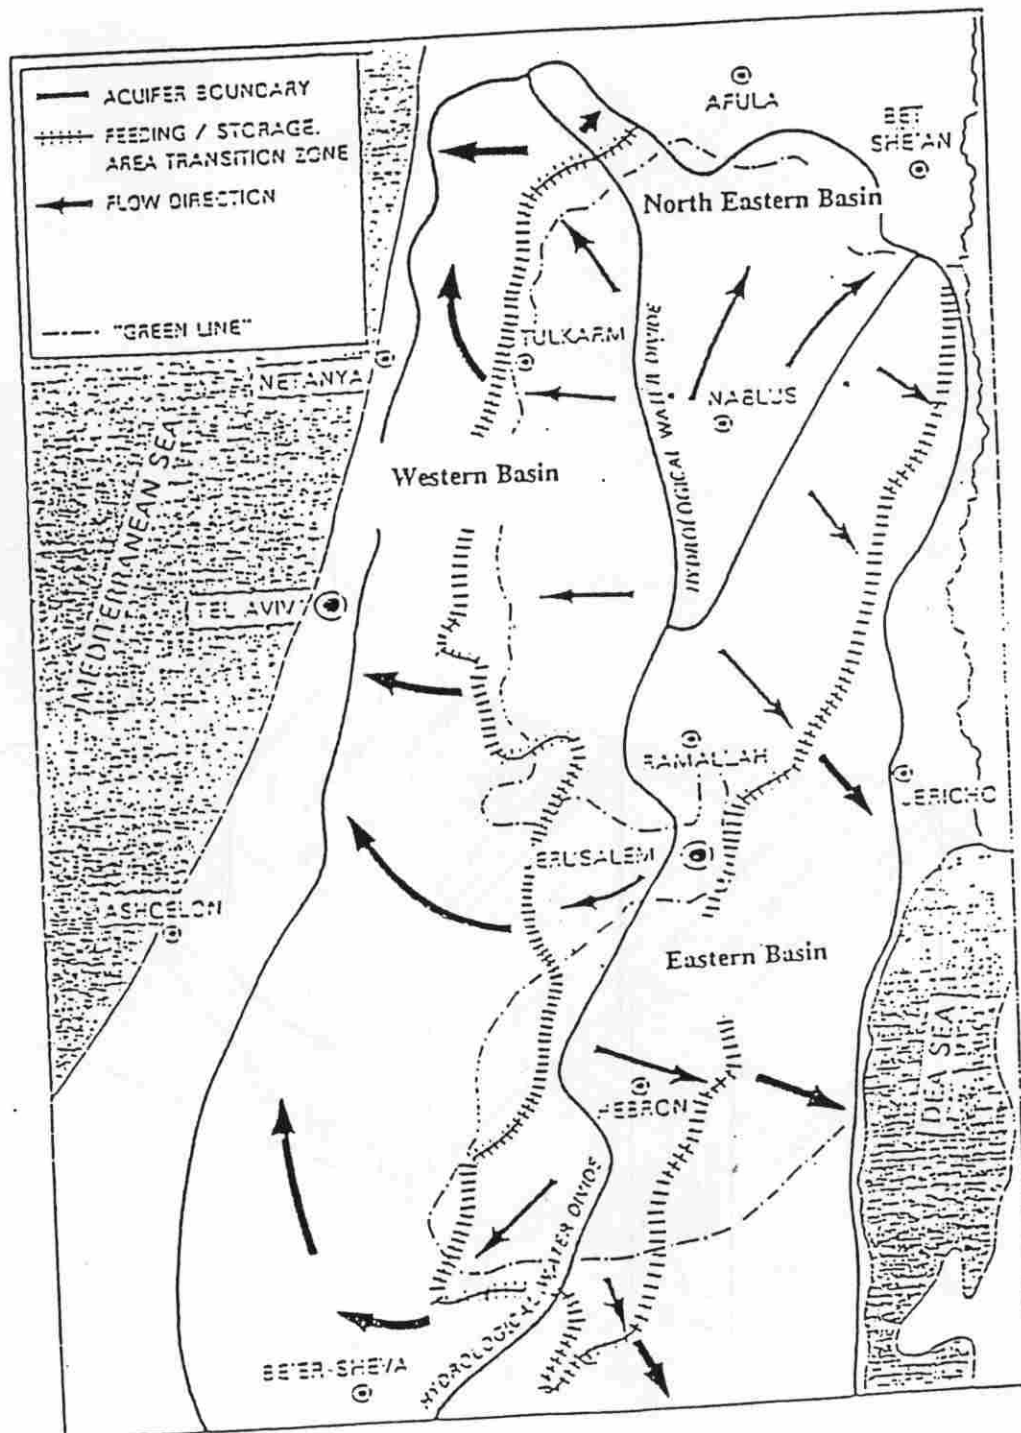 ACUIFER BOUNDARY
FEEDING / STORAGE.
AREA TRANSITION ZONE
FLOW DIRECTION
"GREEN LINE"
AFULA
BET
SHE'AN
North Eastern Basin
TULKARM
NETANYA
NABLUS
HYDROLOGICAL WATER DIVIDE
MEDITERRANEAN SEA
Western Basin
TEL AVIV
RAMALLAH
JERICHO
JERUSALEM
ASHCELON
Eastern Basin
DEA SEA
HEBRON
HYDROLOGICAL WATER DIVIDE
BE'ER-SHEVA